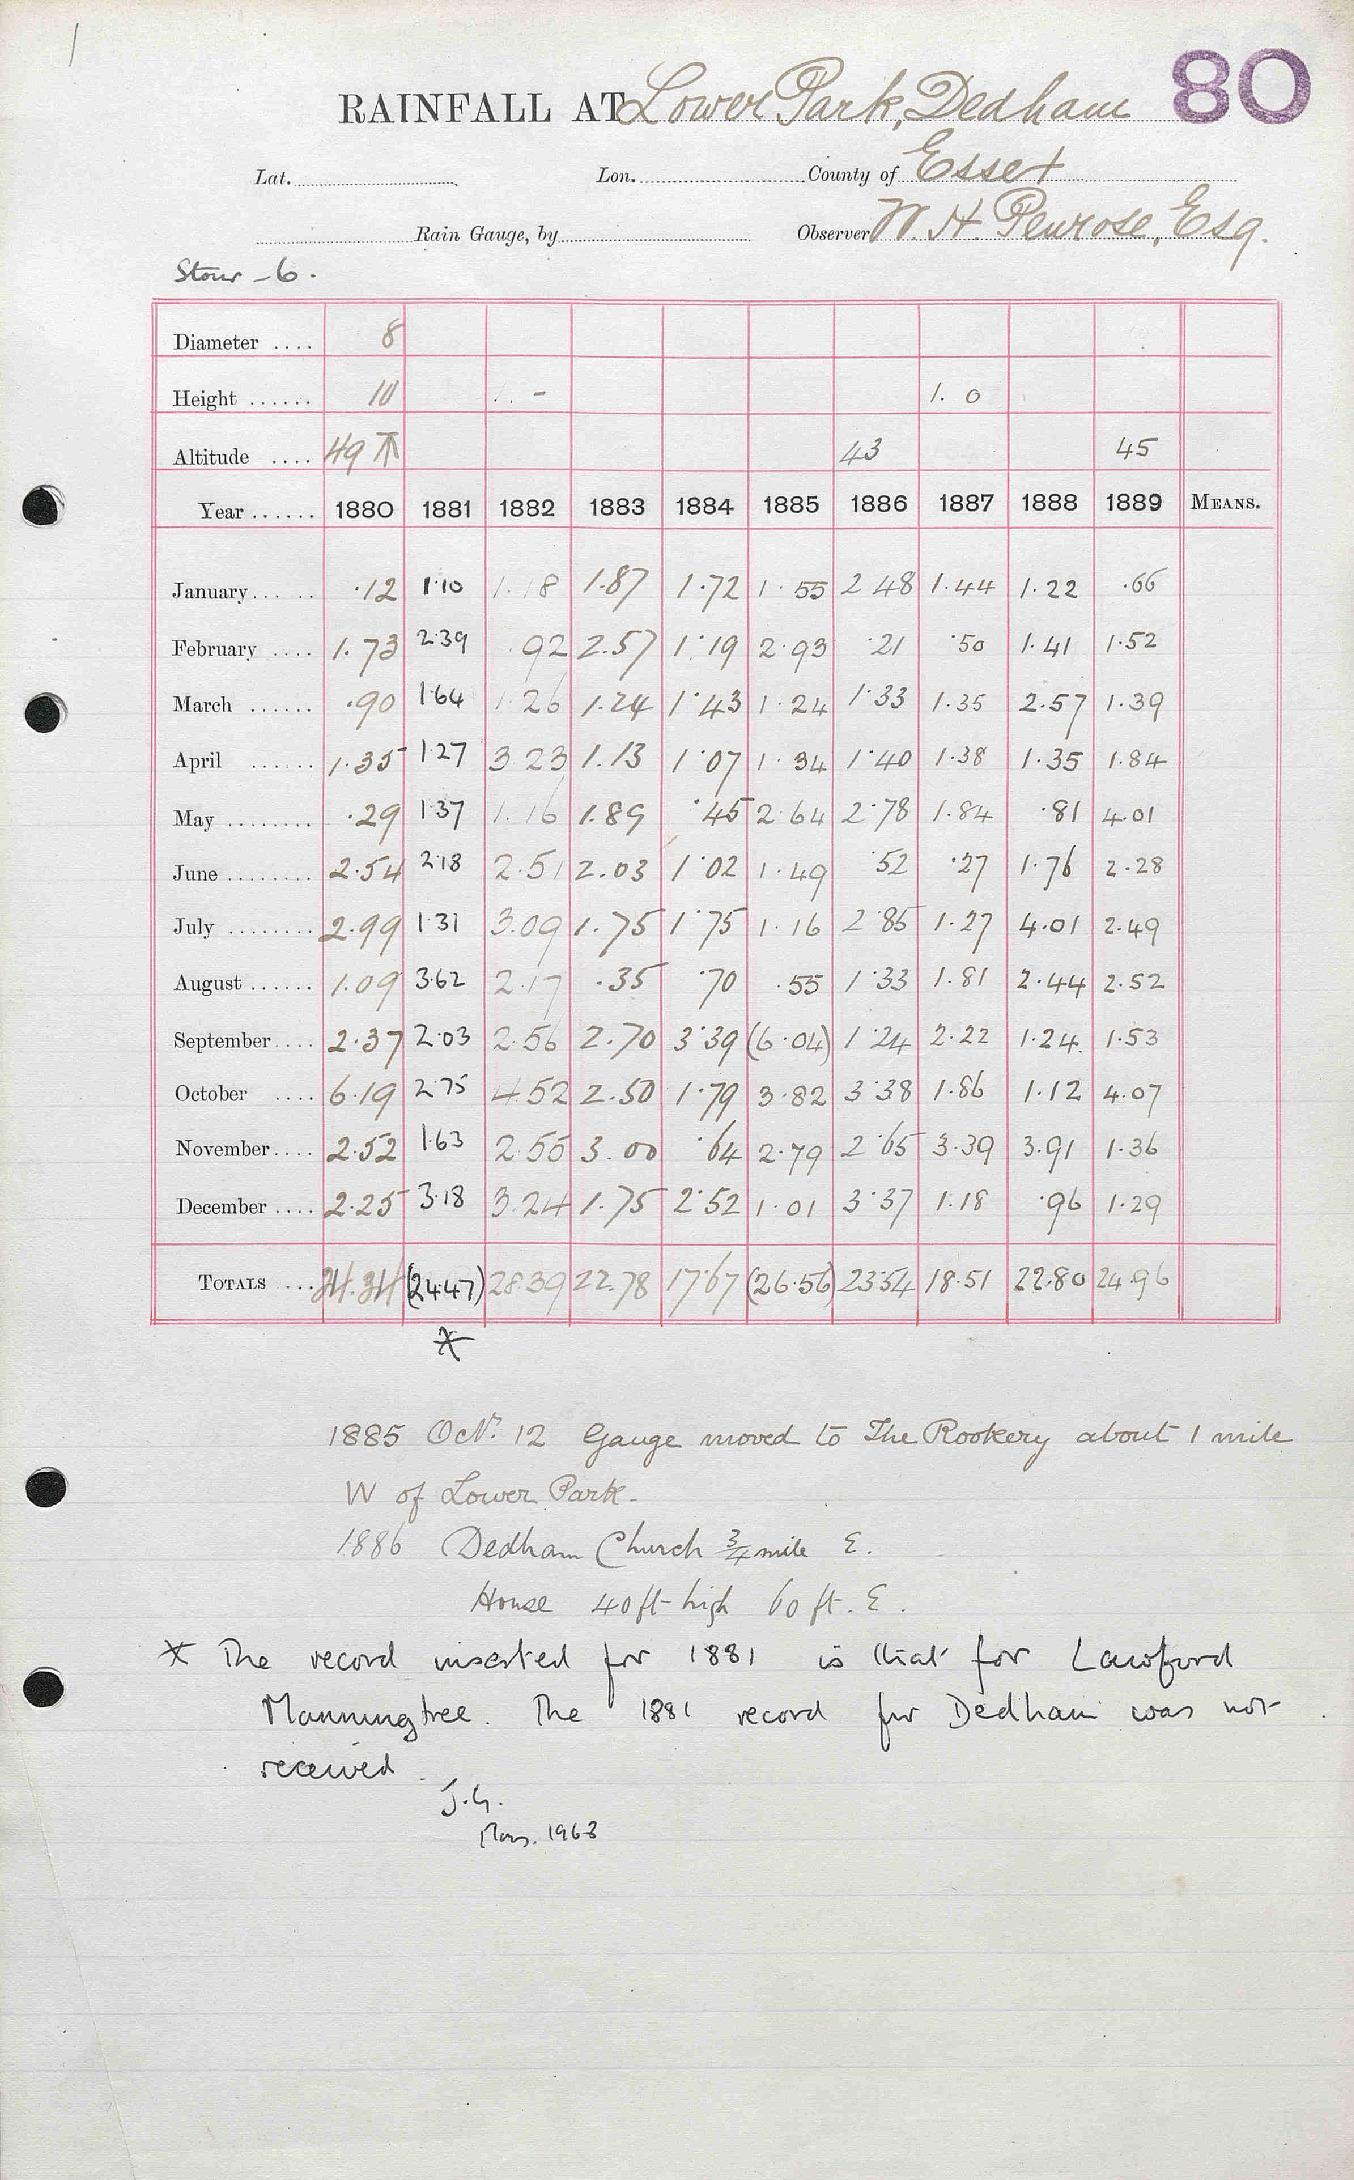 80
RAINFALL AT Lower Park, Dedham
Lat. Lon. County of Essex
Rain Gauge, by Observer W. H. Penrose, Esq.
Stour - 6.
Diameter .... 8
Height ...... 10 1. - 1. 0
Altitude .... 49 43 45
Year ...... 1880 1881 1882 1883 1884 1885 1886 1887 1888 1889 MEANS.
January ...... .12 1.10 1.18 1.87 1.72 1.55 2.48 1.44 1.22 .66
February .... 1.73 2.39 .92 2.57 1.19 2.93 .21 .50 1.41 1.52
March ...... .90 1.64 1.26 1.24 1.43 1.24 1.33 1.35 2.57 1.39
April ...... 1.35 1.27 3.23 1.13 1.07 1.34 1.40 1.38 1.35 1.84
May ........ .29 1.37 1.16 1.89 .45 2.64 2.78 1.84 .81 4.01
June ........ 2.54 2.18 2.51 2.03 1.02 1.49 .52 .27 1.76 2.28
July ........ 2.99 1.31 3.09 1.75 1.75 1.16 2.85 1.27 4.01 2.49
August ...... 1.09 3.62 2.17 .35 .70 .55 1.33 1.81 2.44 2.52
September .... 2.37 2.03 2.56 2.70 3.39 (6.04) 1.24 2.22 1.24 1.53
October .... 6.19 2.75 4.52 2.50 1.79 3.82 3.38 1.86 1.12 4.07
November .... 2.52 1.63 2.55 3.00 .64 2.79 2.65 3.39 3.91 1.36
December .... 2.25 3.18 3.24 1.75 2.52 1.01 3.37 1.18 .96 1.29
TOTALS .... 24.34 (24.47) 28.39 22.78 17.67 (26.56) 23.54 18.51 22.80 24.96
*
1885 Oct. 12 Gauge moved to The Rookery about 1 mile
W of Lower Park.
1886 Dedham Church 3/4 mile E.
House 40 ft high 60 ft. E.
* The record inserted for 1881 is that for Lawford
Manningtree. The 1881 record for Dedham was not
received.
J.G.
1963